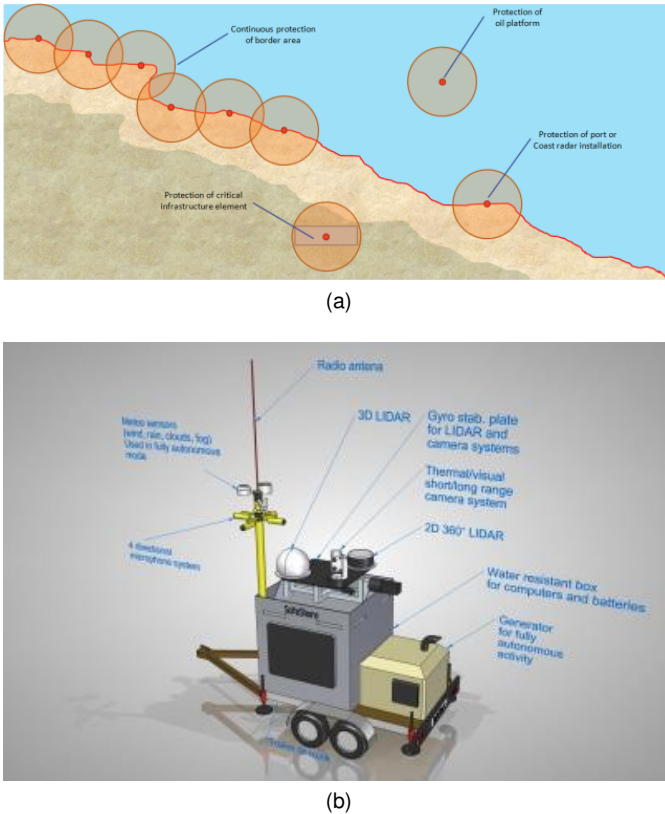 Continuous protection
of border area
Protection of
oil platform
Protection of port or
Coast radar installation
Protection of critical
infrastructure element
(a)
Radio antena
Meteo sensors
(wind, rain, clouds, fog)
Used in fully autonomous
mode
3D LIDAR
Gyro stab. plate
for LIDAR and
camera systems
Thermal/visual
short/long range
camera system
2D 360° LIDAR
4 directional
microphone system
Water resistant box
for computers and batteries
SafeShore
Generator
for fully
autonomous
activity
(b)